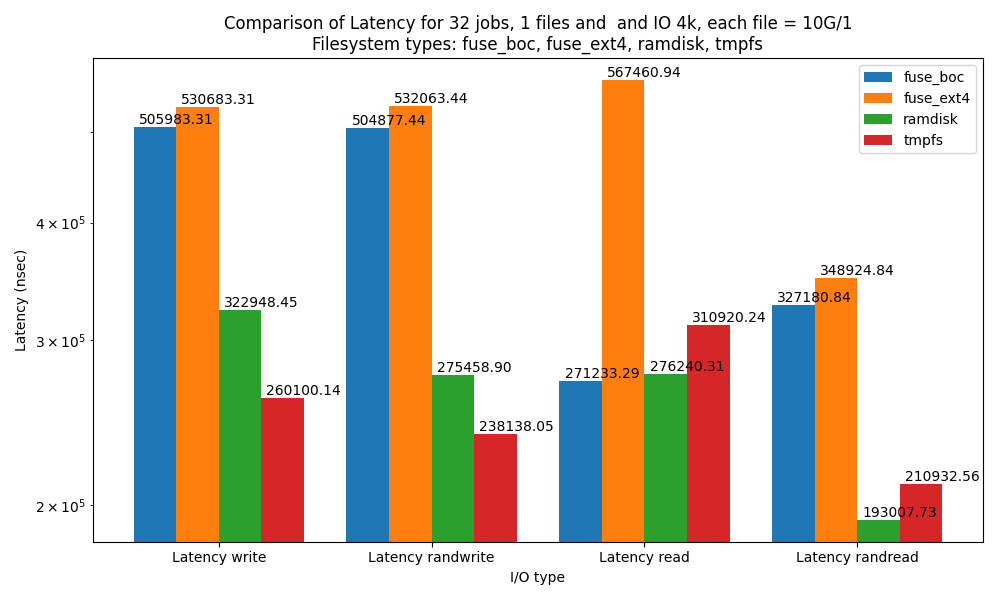 Comparison of Latency for 32 jobs, 1 files and  and IO 4k, each file = 10G/1
Filesystem types: fuse_boc, fuse_ext4, ramdisk, tmpfs
fuse_boc
fuse_ext4
ramdisk
tmpfs
Latency (nsec)
4 × 10⁵
3 × 10⁵
2 × 10⁵
505983.31
530683.31
322948.45
260100.14
504877.44
532063.44
275458.90
238138.05
271233.29
567460.94
276240.31
310920.24
327180.84
348924.84
193007.73
210932.56
Latency write
Latency randwrite
Latency read
Latency randread
I/O type